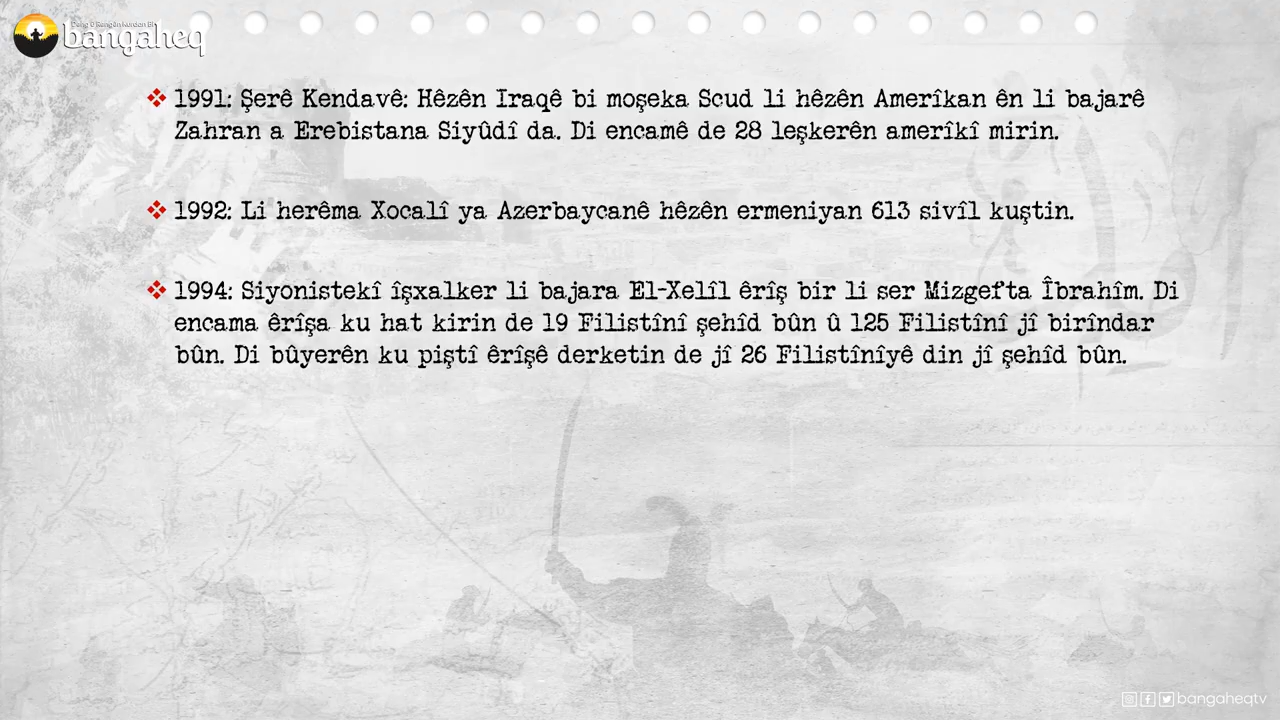 Deng û Rengên Kurdan Bi
bangaheq
1991: Şerê Kendavê: Hêzên Iraqê bi moşeka Scud li hêzên Amerîkan ên li bajarê
Zahran a Erebistana Siyûdî da. Di encamê de 28 leşkerên amerîkî mirin.
1992: Li herêma Xocalî ya Azerbaycanê hêzên ermeniyan 613 sivîl kuştin.
1994: Siyonistekî îşxalker li bajara El-Xelîl êrîş bir li ser Mizgefta Îbrahîm. Di
encama êrîşa ku hat kirin de 19 Filistînî şehîd bûn û 125 Filistînî jî birîndar
bûn. Di bûyerên ku piştî êrîşê derketin de jî 26 Filistînîyê din jî şehîd bûn.
bangaheqtv